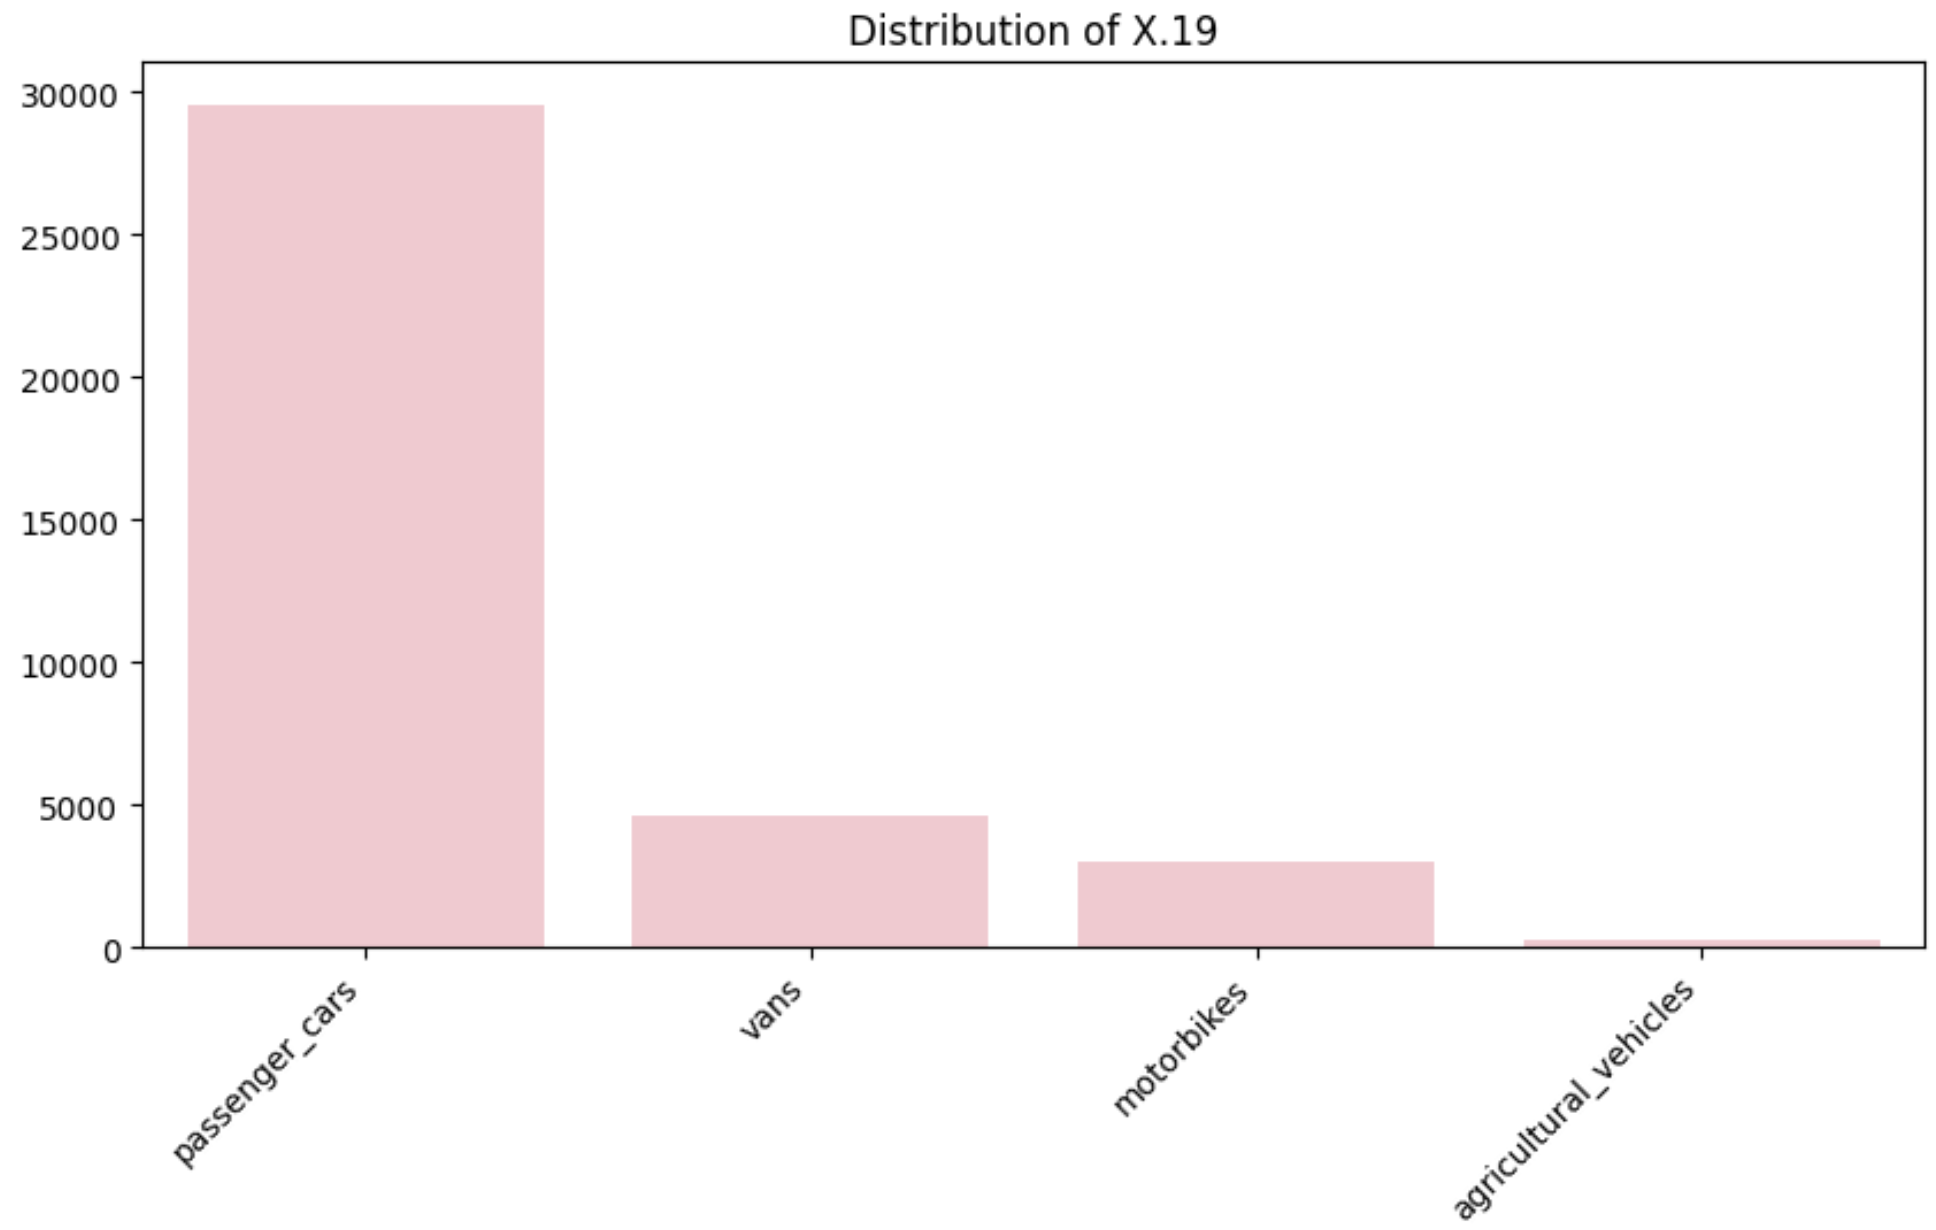 Distribution of X.19
30000
25000
20000
15000
10000
5000
0
passenger_cars
vans
motorbikes
agricultural_vehicles